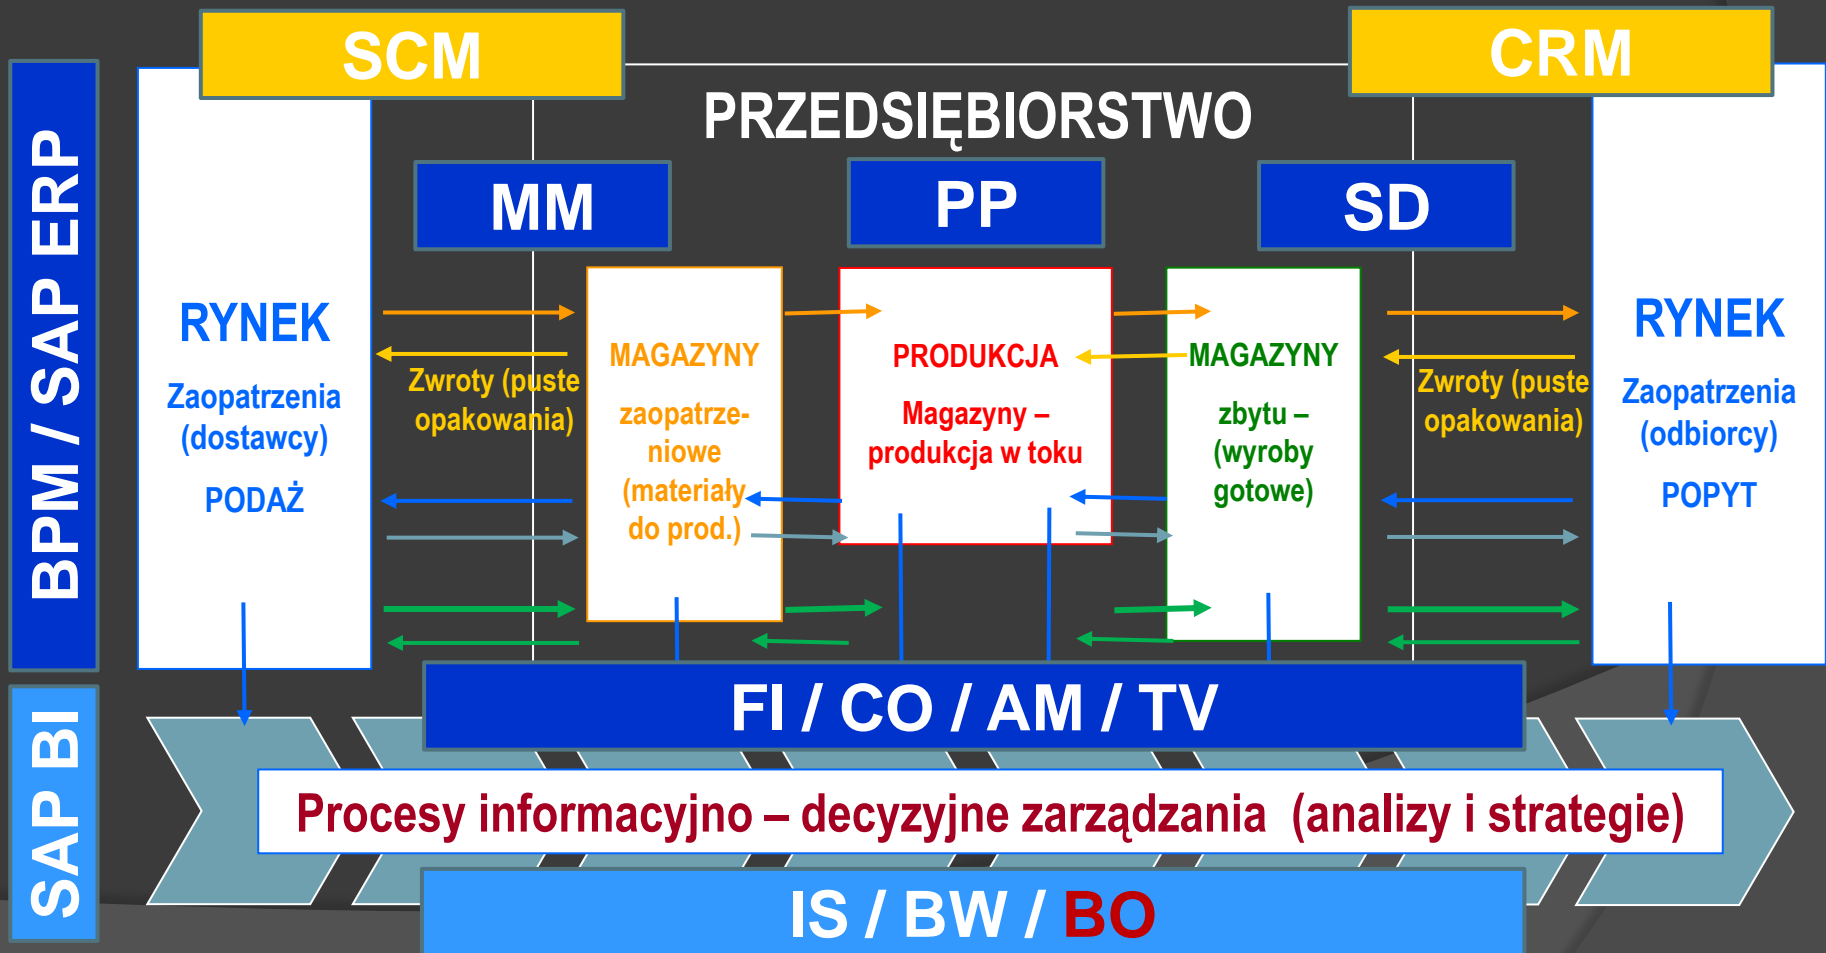 SCM
CRM
PRZEDSIĘBIORSTWO
BPM / SAP ERP
MM
PP
SD
RYNEK
Zaopatrzenia
(dostawcy)
PODAŻ
Zwroty (puste
opakowania)
MAGAZYNY
zaopatrze-
niowe
(materiały
do prod.)
PRODUKCJA
Magazyny –
produkcja w toku
MAGAZYNY
zbytu –
(wyroby
gotowe)
Zwroty (puste
opakowania)
RYNEK
Zaopatrzenia
(odbiorcy)
POPYT
SAP BI
FI / CO / AM / TV
Procesy informacyjno – decyzyjne zarządzania (analizy i strategie)
IS / BW / BO